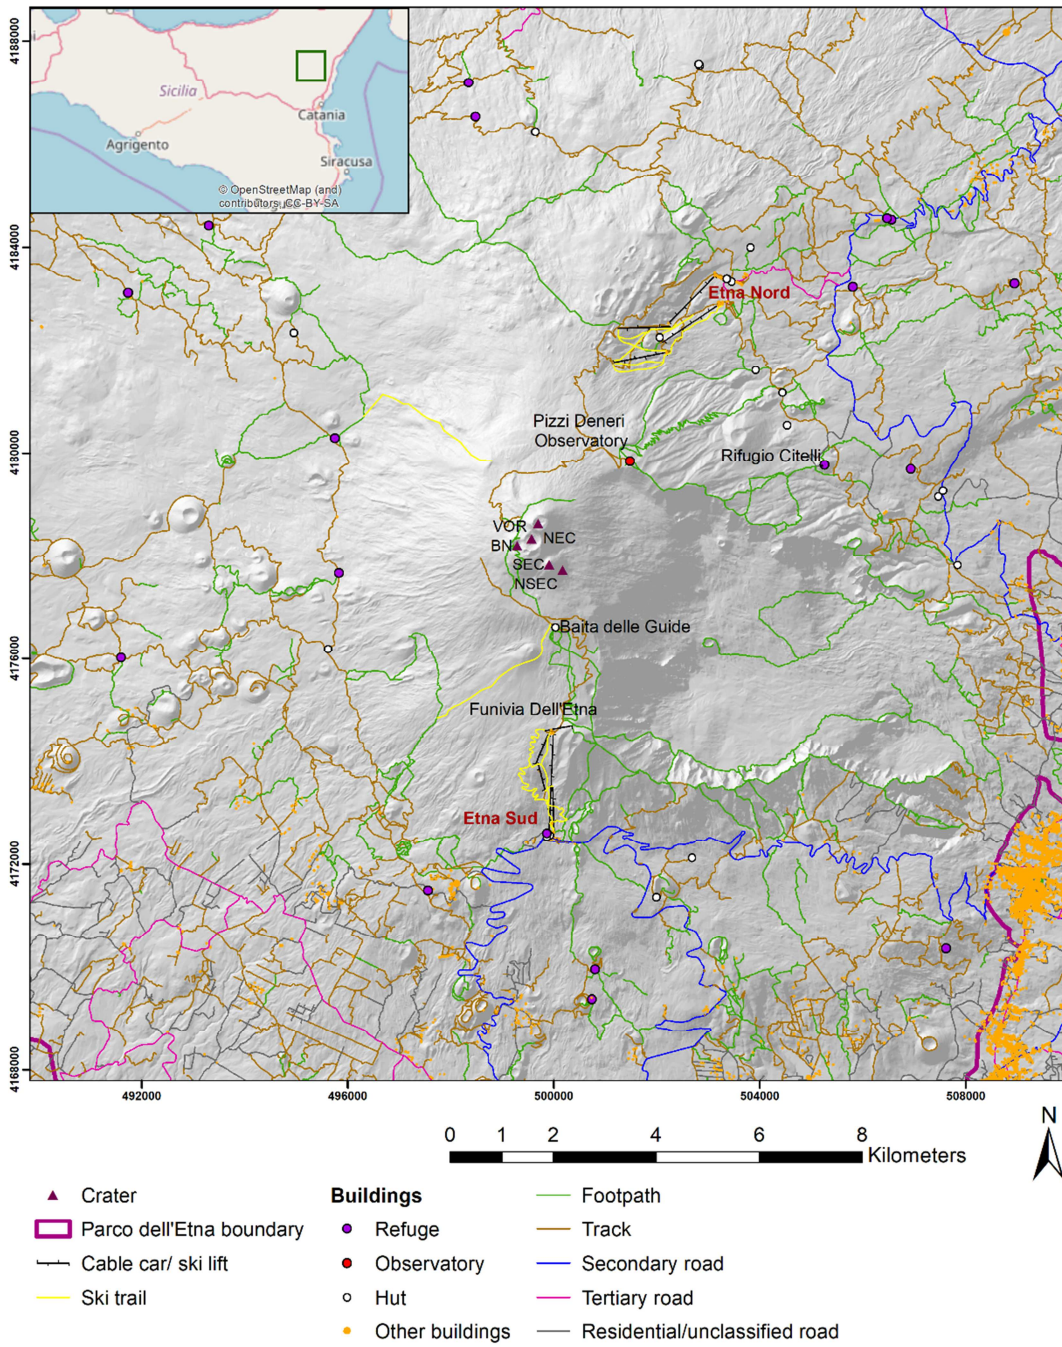 4188000
4184000
4180000
4176000
4172000
4168000
Sicilia
Catania
Agrigento
Siracusa
© OpenStreetMap (and)
contributors, CC-BY-SA
Etna Nord
Pizzi Deneri
Observatory
Rifugio Citelli
VOR
NEC
BN
SEC
NSEC
Baita delle Guide
Funivia Dell'Etna
Etna Sud
492000
496000
500000
504000
508000
0 1 2 4 6 8
Kilometers
N
Crater
Parco dell'Etna boundary
Cable car/ ski lift
Ski trail
Buildings
Refuge
Observatory
Hut
Other buildings
Footpath
Track
Secondary road
Tertiary road
Residential/unclassified road